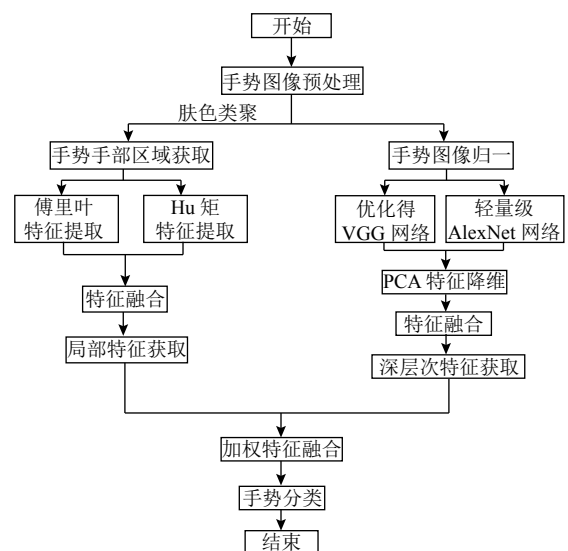 开始
手势图像预处理
肤色类聚
手势手部区域获取
手势图像归一
傅里叶
特征提取
Hu 矩
特征提取
优化得
VGG 网络
轻量级
AlexNet 网络
PCA 特征降维
特征融合
特征融合
局部特征获取
深层次特征获取
加权特征融合
手势分类
结束